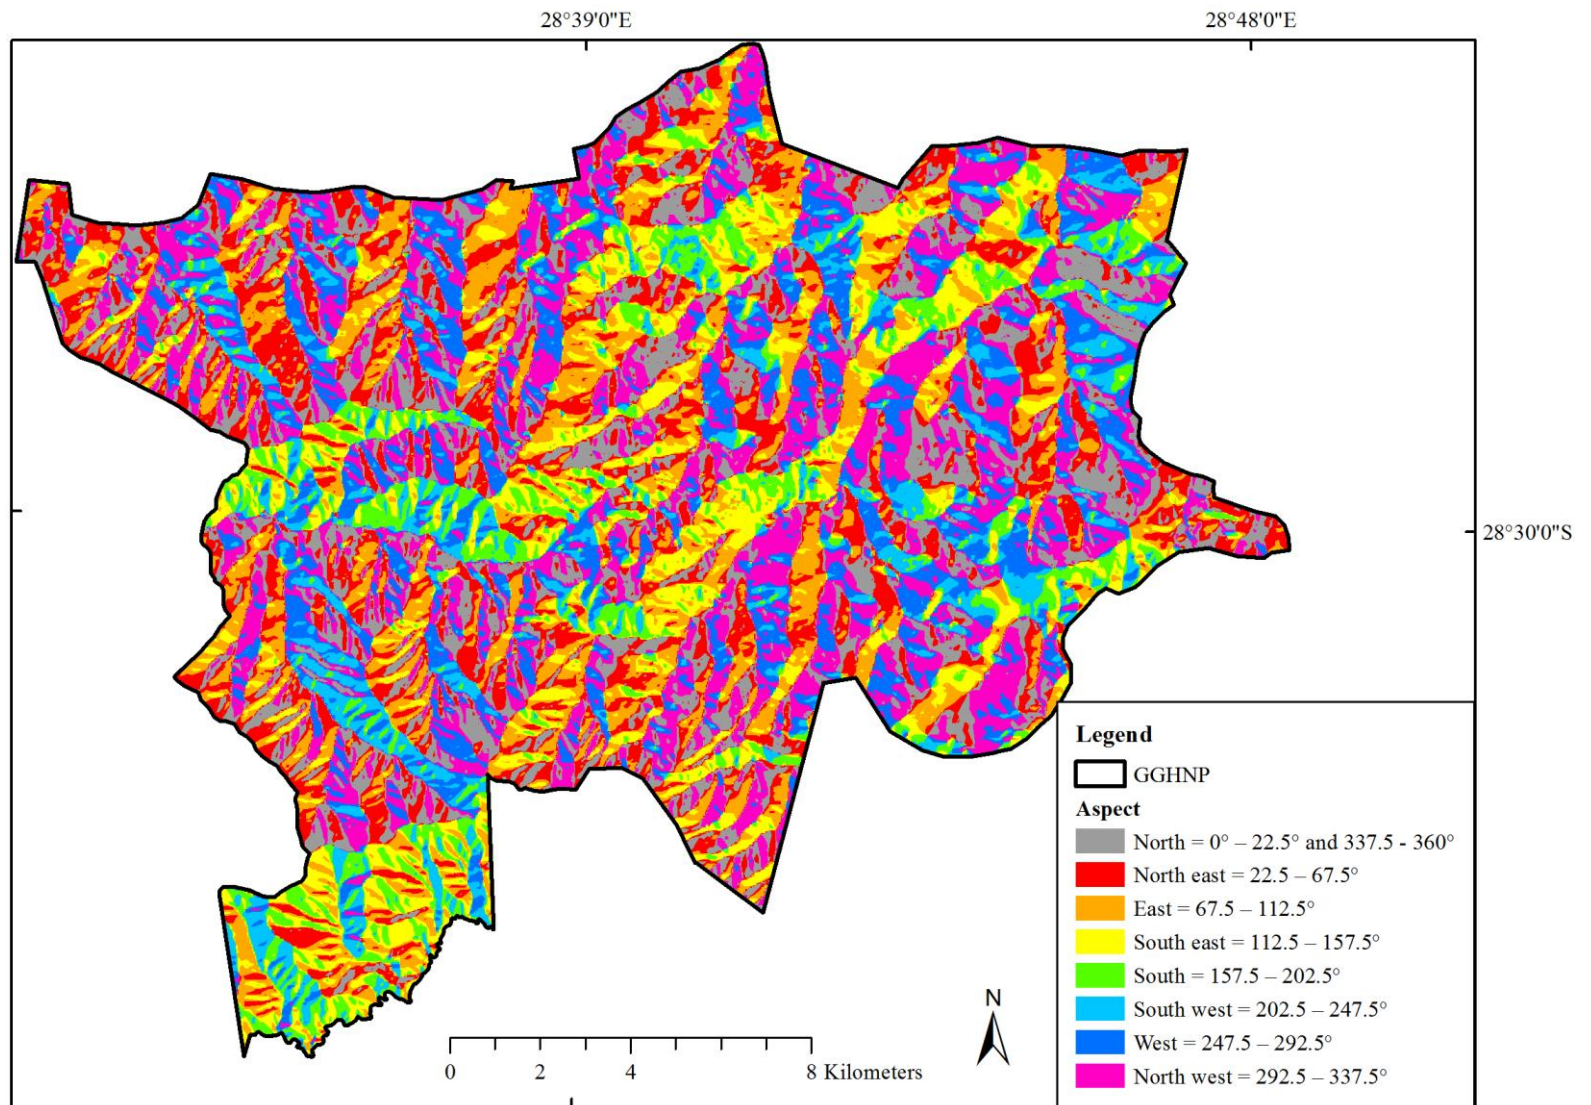 28°39'0"E
28°48'0"E
28°30'0"S
Legend
GGHNP
Aspect
North = 0° – 22.5° and 337.5 - 360°
North east = 22.5 – 67.5°
East = 67.5 – 112.5°
South east = 112.5 – 157.5°
South = 157.5 – 202.5°
South west = 202.5 – 247.5°
West = 247.5 – 292.5°
North west = 292.5 – 337.5°
N
0 2 4 8 Kilometers